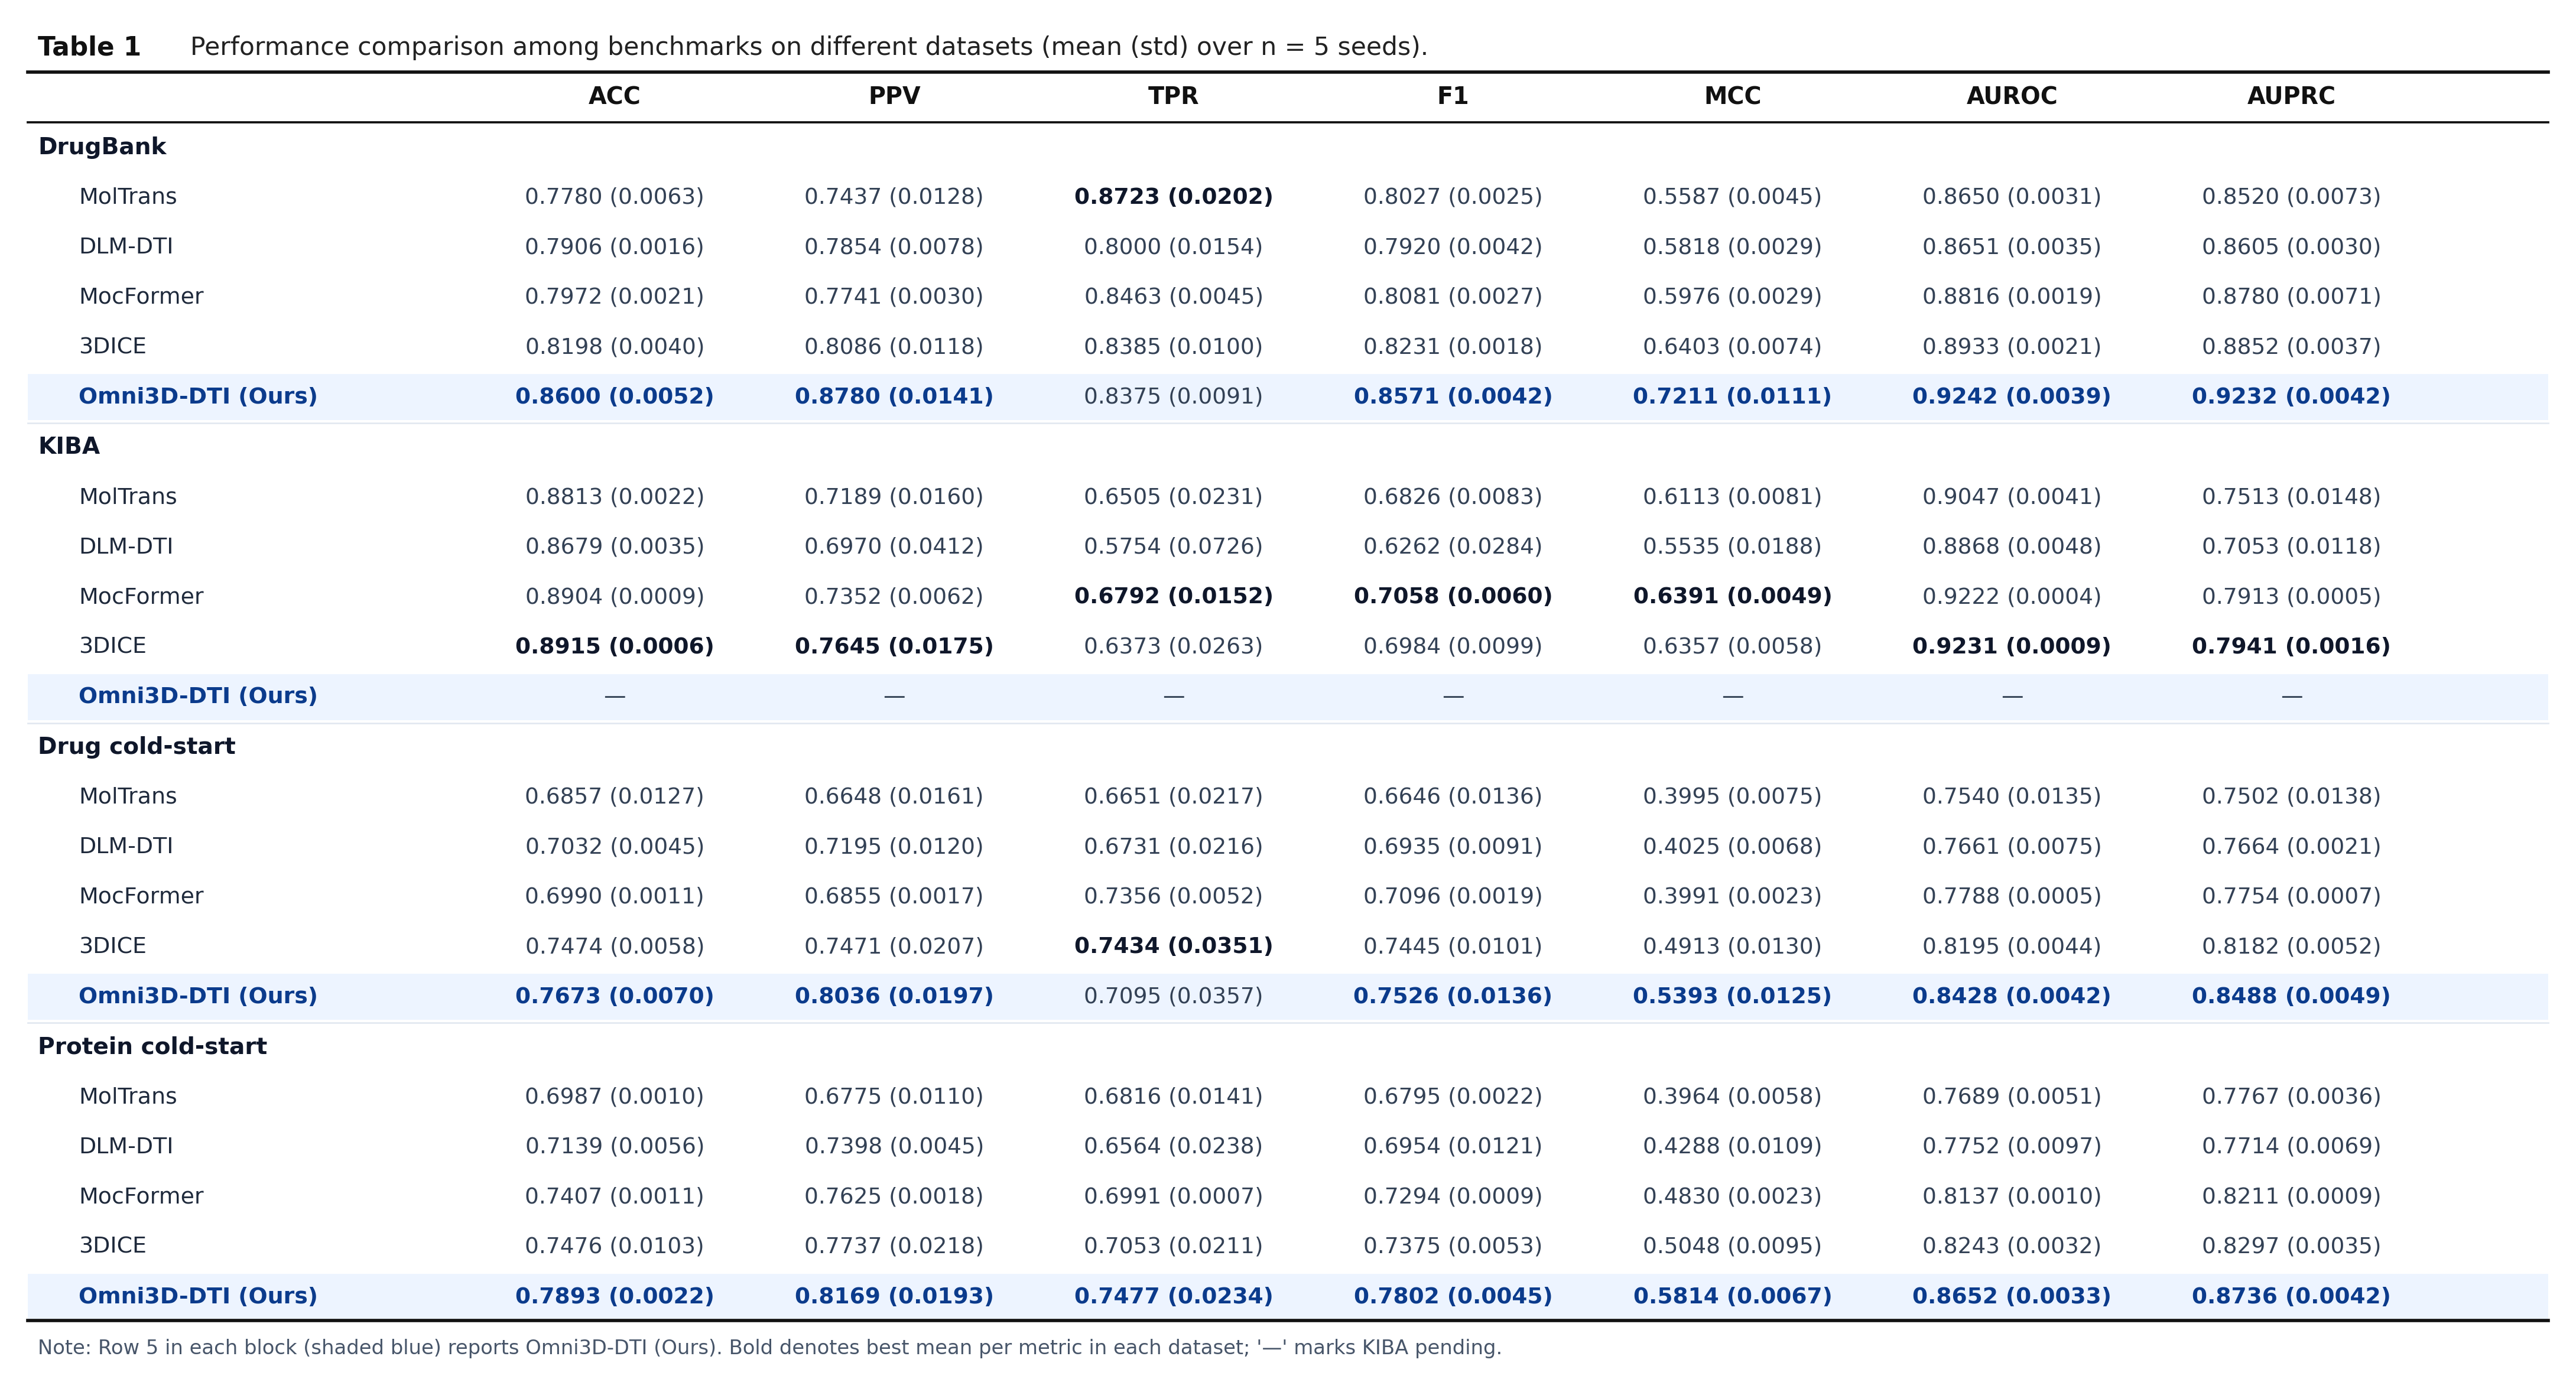 Table 1 Performance comparison among benchmarks on different datasets (mean (std) over n = 5 seeds).
ACC PPV TPR F1 MCC AUROC AUPRC
DrugBank
MolTrans 0.7780 (0.0063) 0.7437 (0.0128) 0.8723 (0.0202) 0.8027 (0.0025) 0.5587 (0.0045) 0.8650 (0.0031) 0.8520 (0.0073)
DLM-DTI 0.7906 (0.0016) 0.7854 (0.0078) 0.8000 (0.0154) 0.7920 (0.0042) 0.5818 (0.0029) 0.8651 (0.0035) 0.8605 (0.0030)
MocFormer 0.7972 (0.0021) 0.7741 (0.0030) 0.8463 (0.0045) 0.8081 (0.0027) 0.5976 (0.0029) 0.8816 (0.0019) 0.8780 (0.0071)
3DICE 0.8198 (0.0040) 0.8086 (0.0118) 0.8385 (0.0100) 0.8231 (0.0018) 0.6403 (0.0074) 0.8933 (0.0021) 0.8852 (0.0037)
Omni3D-DTI (Ours) 0.8600 (0.0052) 0.8780 (0.0141) 0.8375 (0.0091) 0.8571 (0.0042) 0.7211 (0.0111) 0.9242 (0.0039) 0.9232 (0.0042)
KIBA
MolTrans 0.8813 (0.0022) 0.7189 (0.0160) 0.6505 (0.0231) 0.6826 (0.0083) 0.6113 (0.0081) 0.9047 (0.0041) 0.7513 (0.0148)
DLM-DTI 0.8679 (0.0035) 0.6970 (0.0412) 0.5754 (0.0726) 0.6262 (0.0284) 0.5535 (0.0188) 0.8868 (0.0048) 0.7053 (0.0118)
MocFormer 0.8904 (0.0009) 0.7352 (0.0062) 0.6792 (0.0152) 0.7058 (0.0060) 0.6391 (0.0049) 0.9222 (0.0004) 0.7913 (0.0005)
3DICE 0.8915 (0.0006) 0.7645 (0.0175) 0.6373 (0.0263) 0.6984 (0.0099) 0.6357 (0.0058) 0.9231 (0.0009) 0.7941 (0.0016)
Omni3D-DTI (Ours) — — — — — — —
Drug cold-start
MolTrans 0.6857 (0.0127) 0.6648 (0.0161) 0.6651 (0.0217) 0.6646 (0.0136) 0.3995 (0.0075) 0.7540 (0.0135) 0.7502 (0.0138)
DLM-DTI 0.7032 (0.0045) 0.7195 (0.0120) 0.6731 (0.0216) 0.6935 (0.0091) 0.4025 (0.0068) 0.7661 (0.0075) 0.7664 (0.0021)
MocFormer 0.6990 (0.0011) 0.6855 (0.0017) 0.7356 (0.0052) 0.7096 (0.0019) 0.3991 (0.0023) 0.7788 (0.0005) 0.7754 (0.0007)
3DICE 0.7474 (0.0058) 0.7471 (0.0207) 0.7434 (0.0351) 0.7445 (0.0101) 0.4913 (0.0130) 0.8195 (0.0044) 0.8182 (0.0052)
Omni3D-DTI (Ours) 0.7673 (0.0070) 0.8036 (0.0197) 0.7095 (0.0357) 0.7526 (0.0136) 0.5393 (0.0125) 0.8428 (0.0042) 0.8488 (0.0049)
Protein cold-start
MolTrans 0.6987 (0.0010) 0.6775 (0.0110) 0.6816 (0.0141) 0.6795 (0.0022) 0.3964 (0.0058) 0.7689 (0.0051) 0.7767 (0.0036)
DLM-DTI 0.7139 (0.0056) 0.7398 (0.0045) 0.6564 (0.0238) 0.6954 (0.0121) 0.4288 (0.0109) 0.7752 (0.0097) 0.7714 (0.0069)
MocFormer 0.7407 (0.0011) 0.7625 (0.0018) 0.6991 (0.0007) 0.7294 (0.0009) 0.4830 (0.0023) 0.8137 (0.0010) 0.8211 (0.0009)
3DICE 0.7476 (0.0103) 0.7737 (0.0218) 0.7053 (0.0211) 0.7375 (0.0053) 0.5048 (0.0095) 0.8243 (0.0032) 0.8297 (0.0035)
Omni3D-DTI (Ours) 0.7893 (0.0022) 0.8169 (0.0193) 0.7477 (0.0234) 0.7802 (0.0045) 0.5814 (0.0067) 0.8652 (0.0033) 0.8736 (0.0042)
Note: Row 5 in each block (shaded blue) reports Omni3D-DTI (Ours). Bold denotes best mean per metric in each dataset; '—' marks KIBA pending.